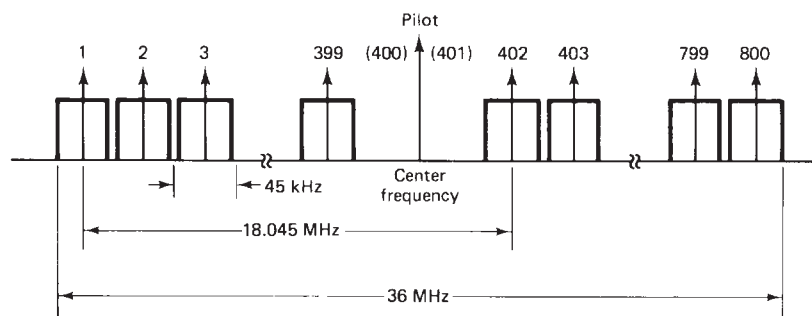 Pilot
1 2 3 399 (400) (401) 402 403 799 800
Center
frequency
45 kHz
18.045 MHz
36 MHz